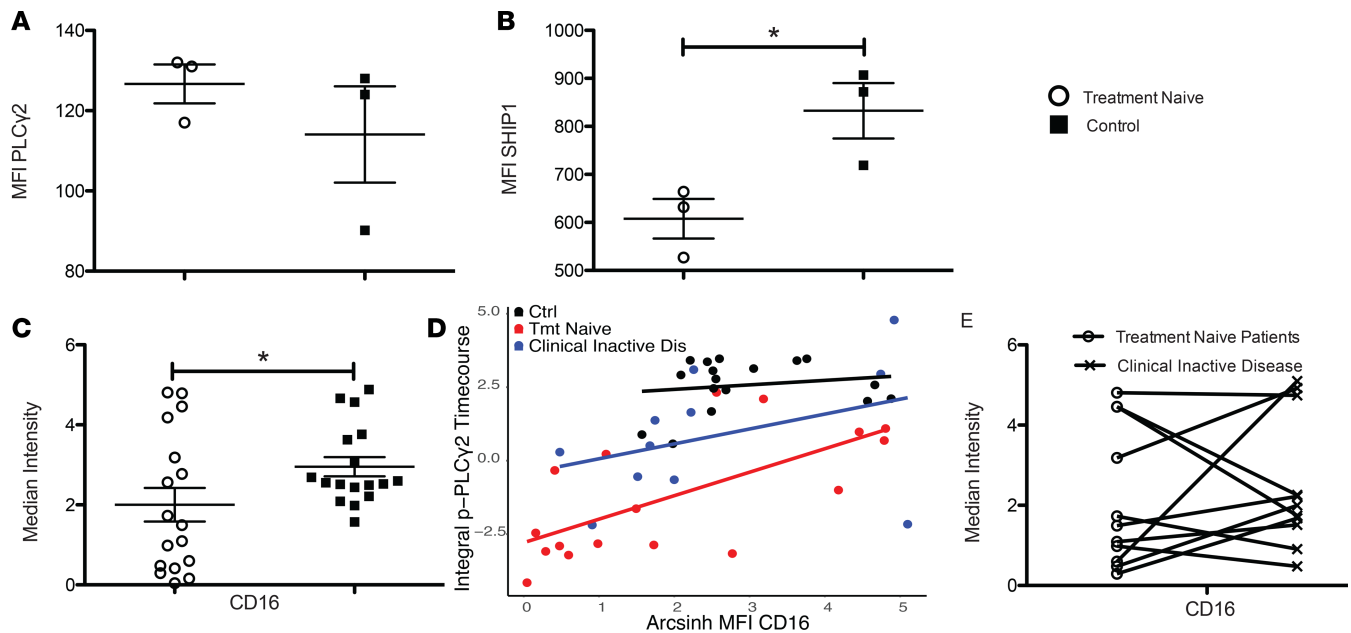 A
140
120
100
80
MFI PLCγ2
B
1000
900
800
700
600
500
MFI SHIP1
*
Treatment Naive
Control
C
6
4
2
0
Median Intensity
*
CD16
D
5.0
2.5
0.0
−2.5
Integral p−PLCγ2 Timecourse
Ctrl
Tmt Naive
Clinical Inactive Dis
0 1 2 3 4 5
Arcsinh MFI CD16
E
6
4
2
0
Median Intensity
Treatment Naive Patients
Clinical Inactive Disease
CD16